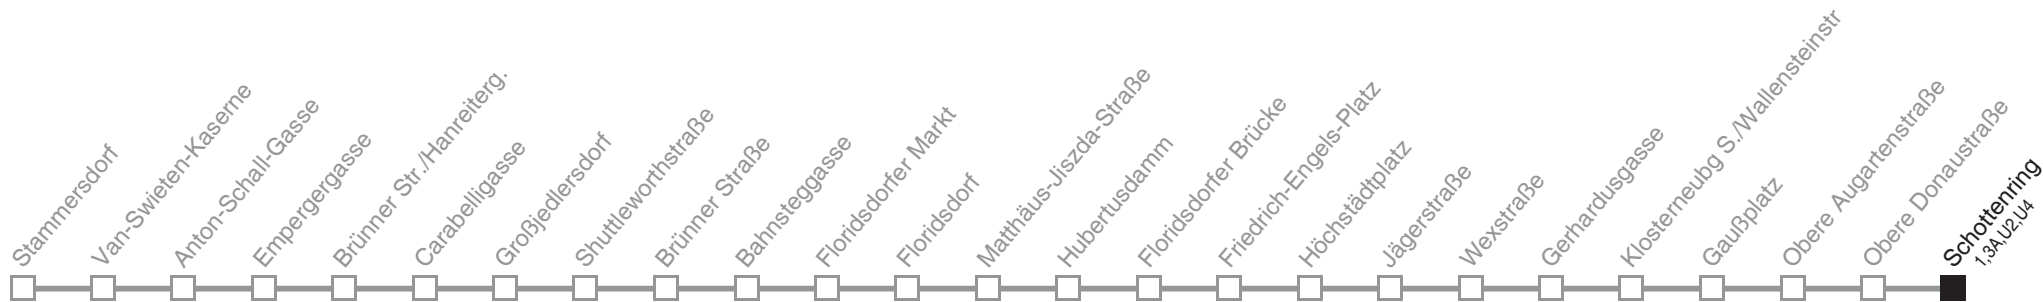 Stammersdorf
Van-Swieten-Kaserne
Anton-Schall-Gasse
Empergergasse
Brünner Str./Hanreiterg.
Carabelligasse
Großjedlersdorf
Shuttleworthstraße
Brünner Straße
Bahnsteggasse
Floridsdorfer Markt
Floridsdorf
Matthäus-Jiszda-Straße
Hubertusdamm
Floridsdorfer Brücke
Friedrich-Engels-Platz
Höchstädtplatz
Jägerstraße
Wexstraße
Gerhardusgasse
Klosterneubg S./Wallensteinstr
Gaußplatz
Obere Augartenstraße
Obere Donaustraße
Schottenring
1,3A,U2,U4